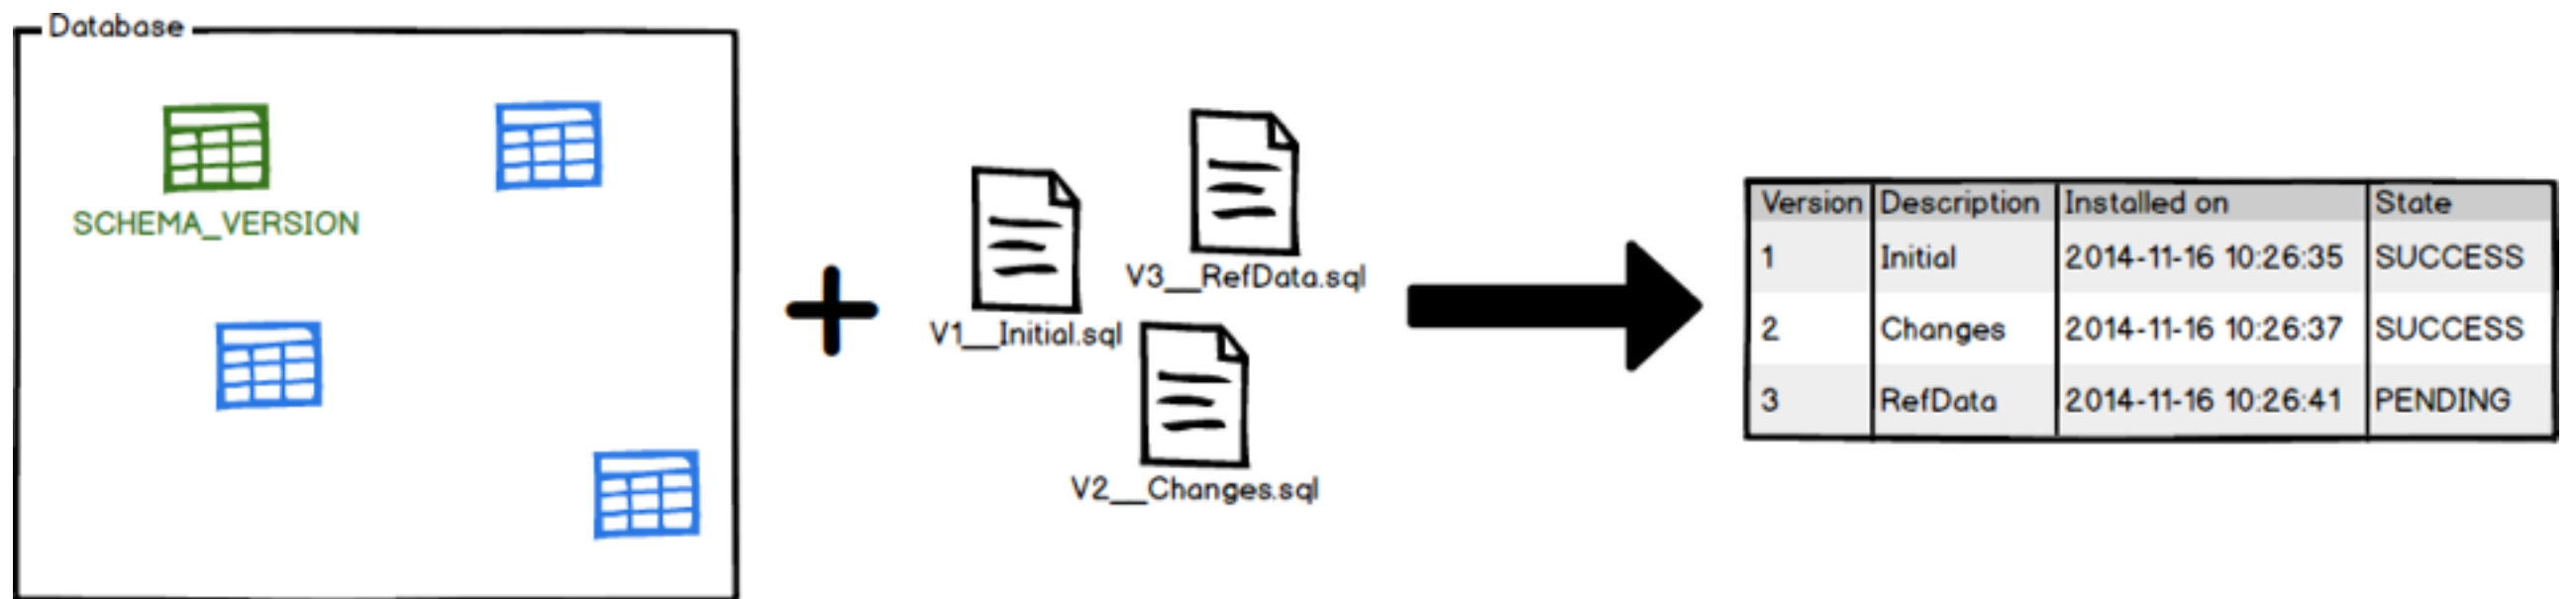 Database
SCHEMA_VERSION
V1__Initial.sql
V3__RefData.sql
V2__Changes.sql
Version Description Installed on State
1 Initial 2014-11-16 10:26:35 SUCCESS
2 Changes 2014-11-16 10:26:37 SUCCESS
3 RefData 2014-11-16 10:26:41 PENDING